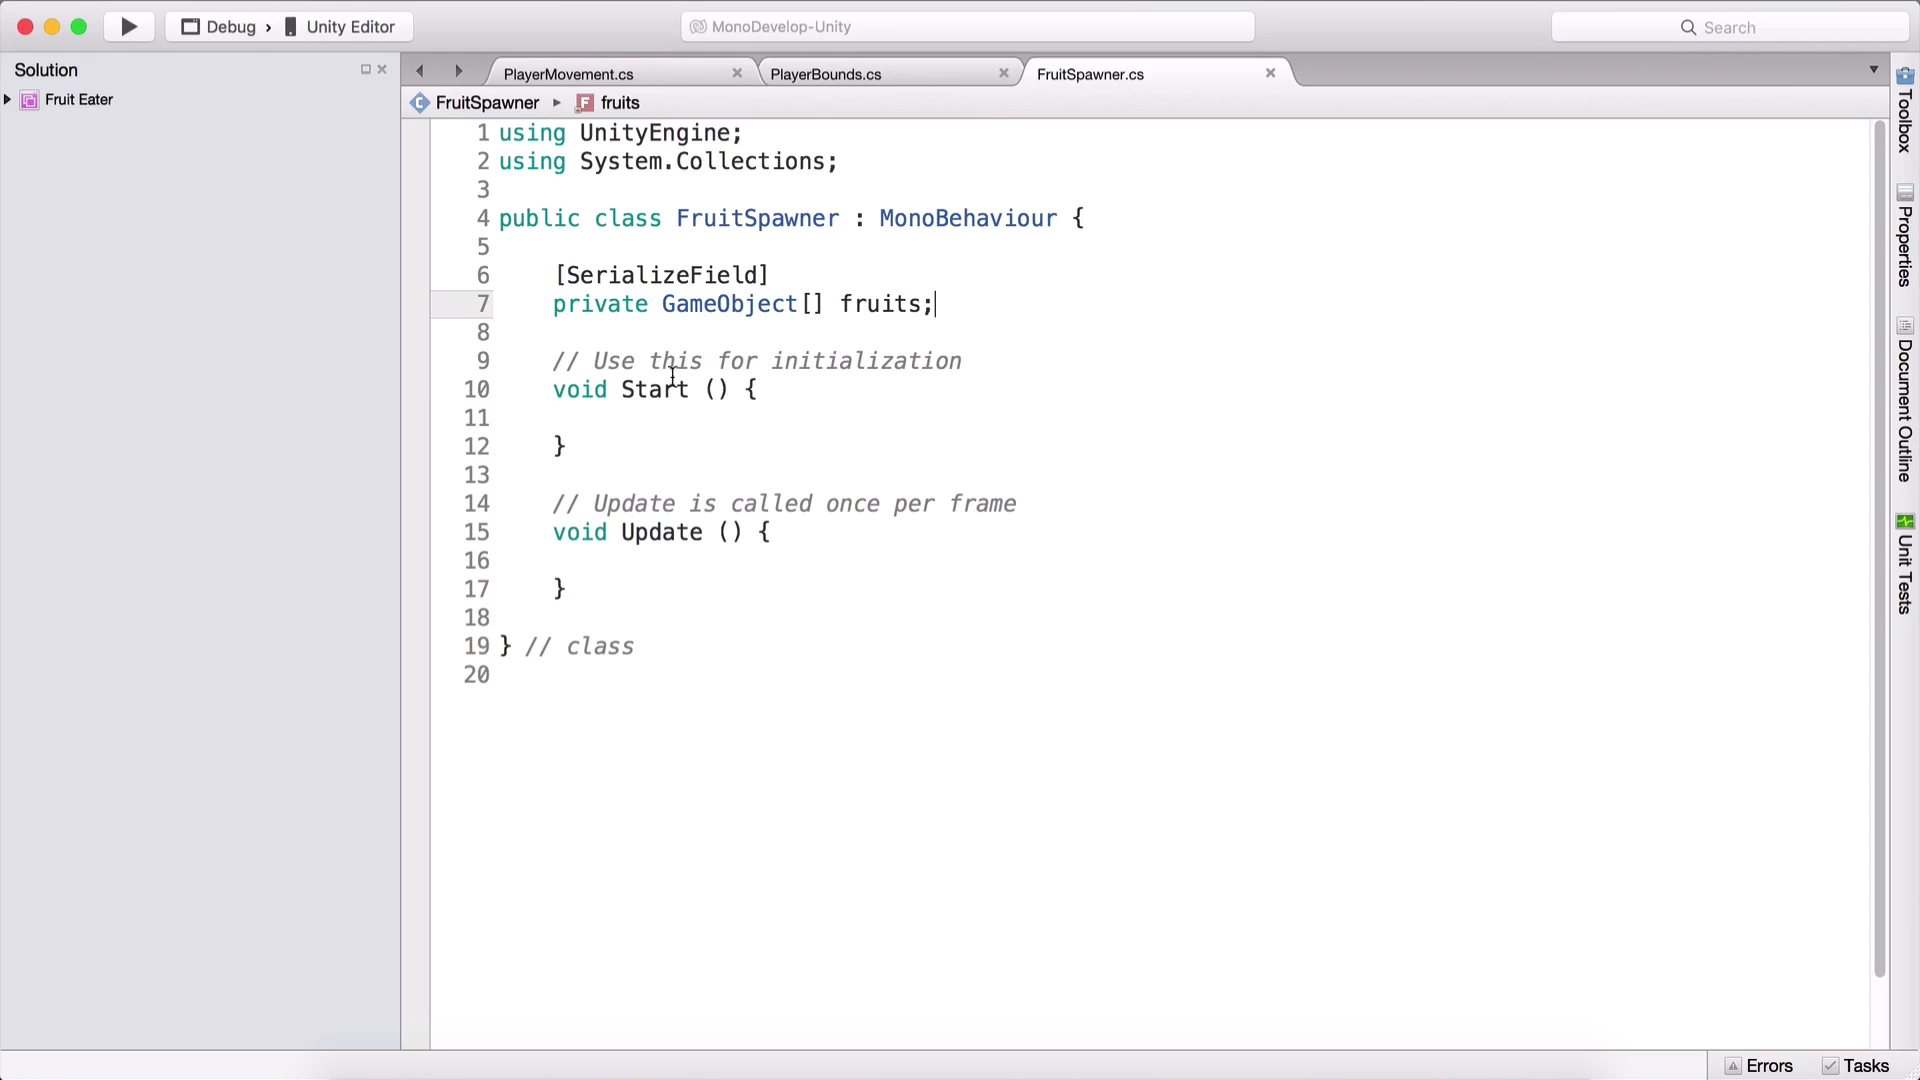 Debug › Unity Editor
MonoDevelop-Unity
Search
Solution
Fruit Eater
PlayerMovement.cs
PlayerBounds.cs
FruitSpawner.cs
FruitSpawner
fruits
1 using UnityEngine;
2 using System.Collections;
3
4 public class FruitSpawner : MonoBehaviour {
5
6 [SerializeField]
7 private GameObject[] fruits;
8
9 // Use this for initialization
10 void Start () {
11
12 }
13
14 // Update is called once per frame
15 void Update () {
16
17 }
18
19 } // class
20
Toolbox
Properties
Document Outline
Unit Tests
Errors
Tasks